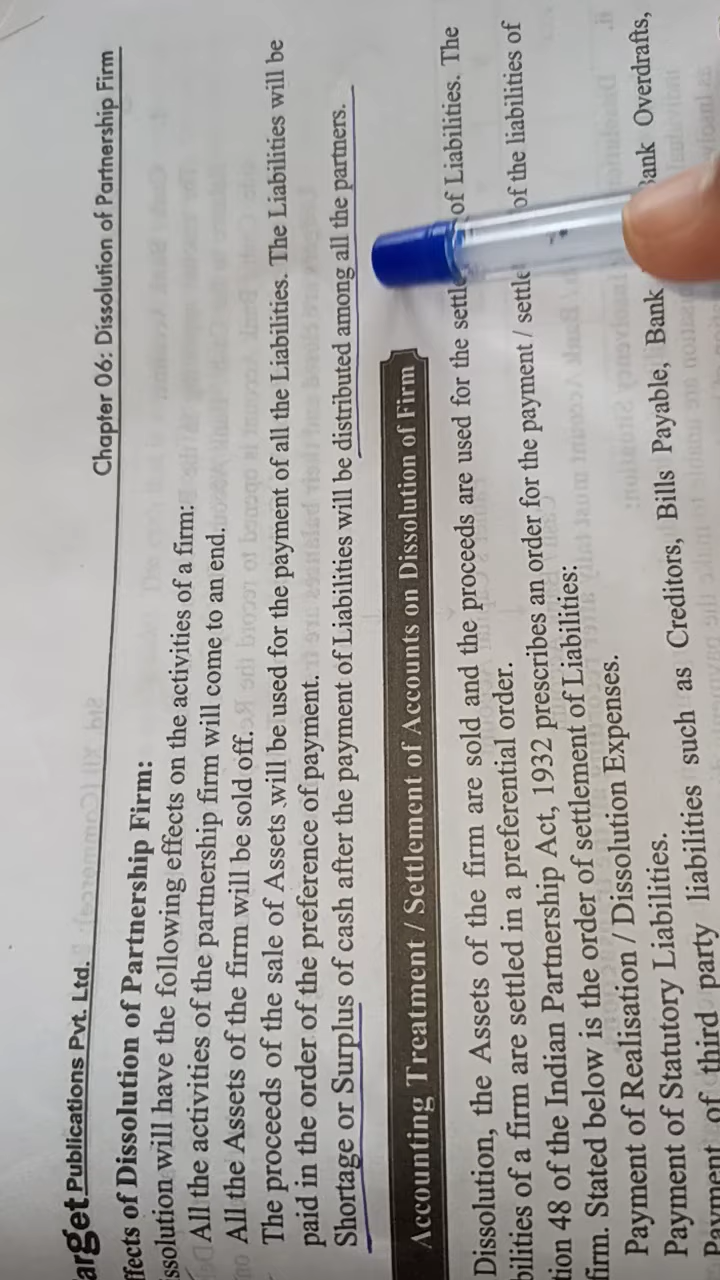 arget Publications Pvt. Ltd. Chapter 06: Dissolution of Partnership Firm
ffects of Dissolution of Partnership Firm:
ssolution will have the following effects on the activities of a firm:
All the activities of the partnership firm will come to an end.
All the Assets of the firm will be sold off.
The proceeds of the sale of Assets will be used for the payment of all the Liabilities. The Liabilities will be
paid in the order of the preference of payment.
Shortage or Surplus of cash after the payment of Liabilities will be distributed among all the partners.
Accounting Treatment / Settlement of Accounts on Dissolution of Firm
Dissolution, the Assets of the firm are sold and the proceeds are used for the settle of Liabilities. The
bilities of a firm are settled in a preferential order.
tion 48 of the Indian Partnership Act, 1932 prescribes an order for the payment / settle of the liabilities of
firm. Stated below is the order of settlement of Liabilities:
Payment of Realisation / Dissolution Expenses.
Payment of Statutory Liabilities.
Payment of third party liabilities such as Creditors, Bills Payable, Bank Bank Overdrafts,